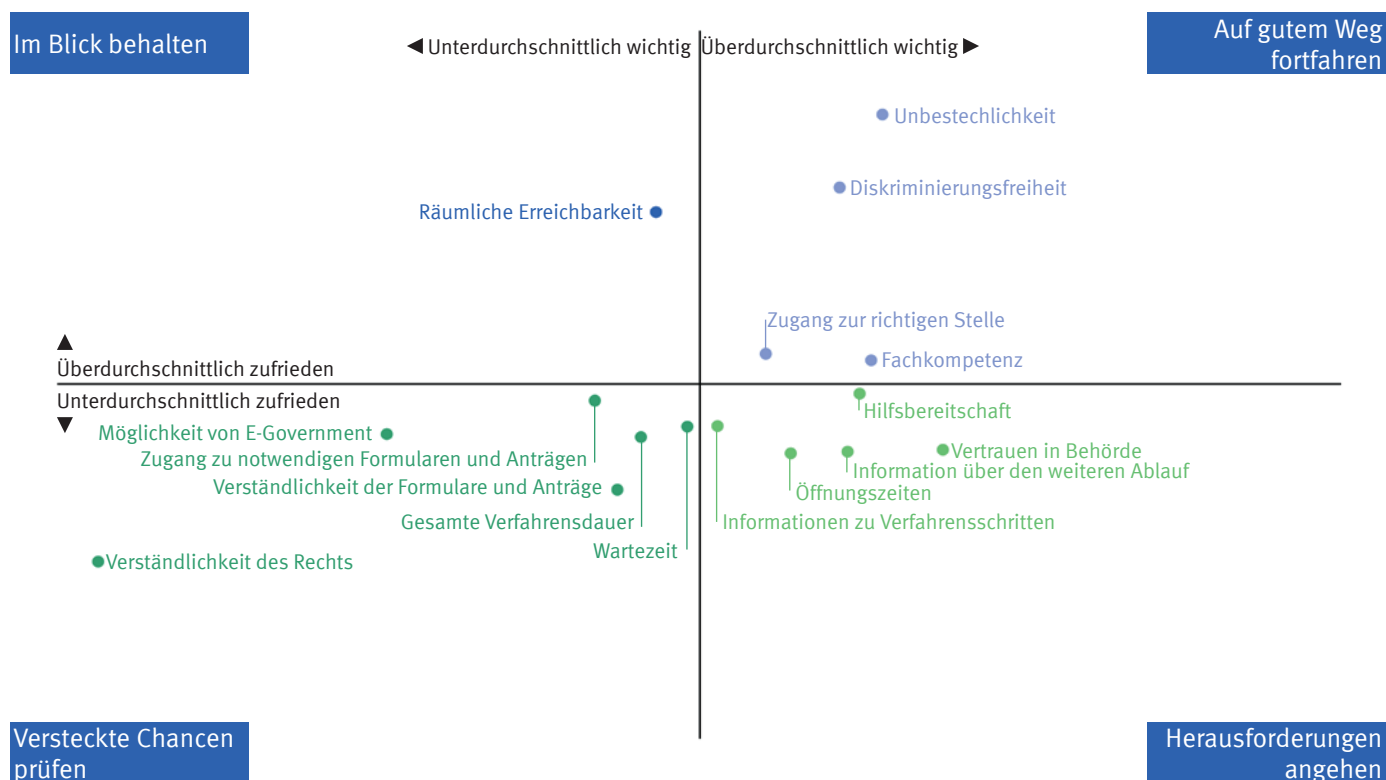 Im Blick behalten
◀ Unterdurchschnittlich wichtig
Überdurchschnittlich wichtig ▶
Auf gutem Weg
fortfahren
Unbestechlichkeit
Diskriminierungsfreiheit
Räumliche Erreichbarkeit
Zugang zur richtigen Stelle
Fachkompetenz
▲
Überdurchschnittlich zufrieden
Unterdurchschnittlich zufrieden
▼
Hilfsbereitschaft
Möglichkeit von E-Government
Vertrauen in Behörde
Zugang zu notwendigen Formularen und Anträgen
Information über den weiteren Ablauf
Verständlichkeit der Formulare und Anträge
Öffnungszeiten
Gesamte Verfahrensdauer
Informationen zu Verfahrensschritten
Wartezeit
Verständlichkeit des Rechts
Versteckte Chancen
prüfen
Herausforderungen
angehen